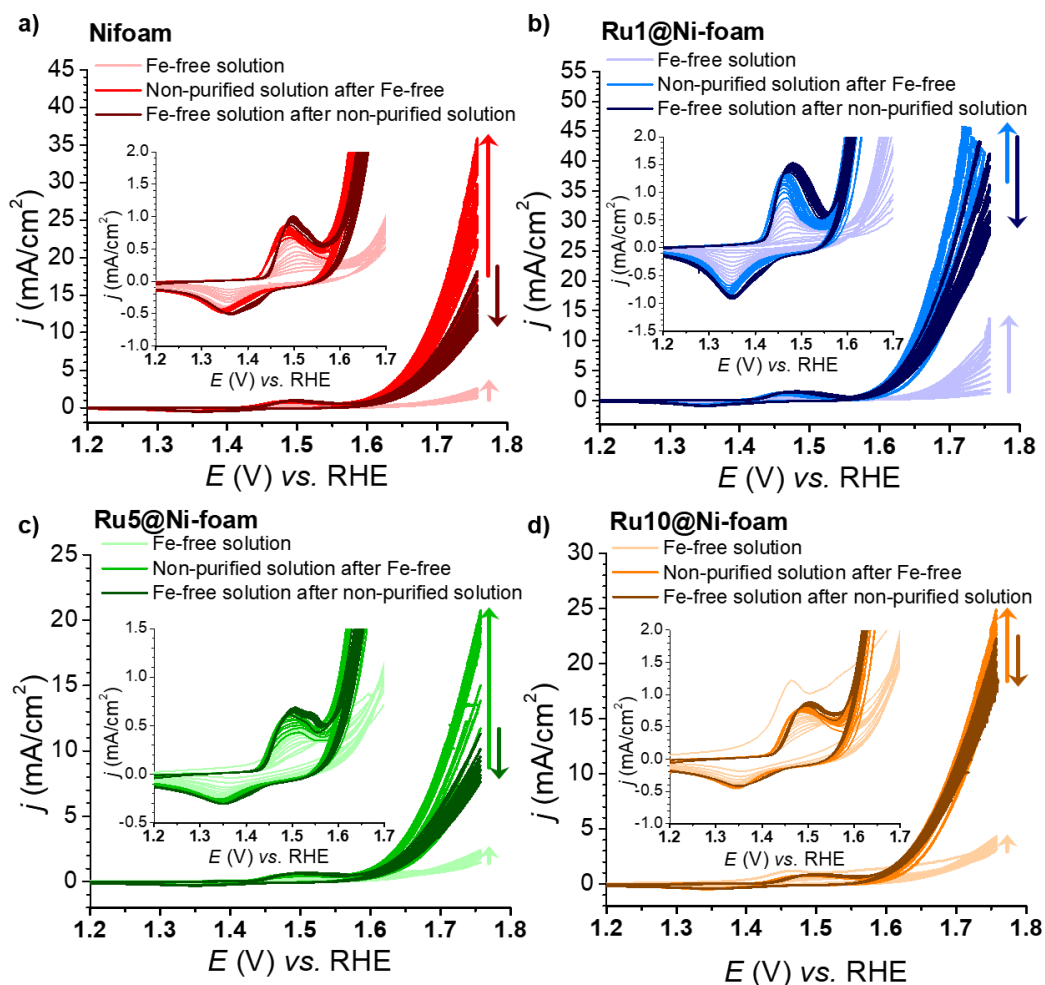 a)
Nifoam
Fe-free solution
Non-purified solution after Fe-free
Fe-free solution after non-purified solution
45
40
35
30
25
20
15
10
5
0
j (mA/cm²)
1.2 1.3 1.4 1.5 1.6 1.7 1.8
E (V) vs. RHE
2.0
1.5
1.0
0.5
0.0
-0.5
-1.0
j (mA/cm²)
1.2 1.3 1.4 1.5 1.6 1.7
E (V) vs. RHE
b)
Ru1@Ni-foam
Fe-free solution
Non-purified solution after Fe-free
Fe-free solution after non-purified solution
55
50
45
40
35
30
25
20
15
10
5
0
j (mA/cm²)
1.2 1.3 1.4 1.5 1.6 1.7 1.8
E (V) vs. RHE
2.0
1.5
1.0
0.5
0.0
-0.5
-1.0
-1.5
j (mA/cm²)
1.2 1.3 1.4 1.5 1.6 1.7
E (V) vs. RHE
c)
Ru5@Ni-foam
Fe-free solution
Non-purified solution after Fe-free
Fe-free solution after non-purified solution
25
20
15
10
5
0
j (mA/cm²)
1.2 1.3 1.4 1.5 1.6 1.7 1.8
E (V) vs. RHE
1.5
1.0
0.5
0.0
-0.5
j (mA/cm²)
1.2 1.3 1.4 1.5 1.6 1.7
E (V) vs. RHE
d)
Ru10@Ni-foam
Fe-free solution
Non-purified solution after Fe-free
Fe-free solution after non-purified solution
30
25
20
15
10
5
0
j (mA/cm²)
1.2 1.3 1.4 1.5 1.6 1.7 1.8
E (V) vs. RHE
2.0
1.5
1.0
0.5
0.0
-0.5
-1.0
j (mA/cm²)
1.2 1.3 1.4 1.5 1.6 1.7
E (V) vs. RHE